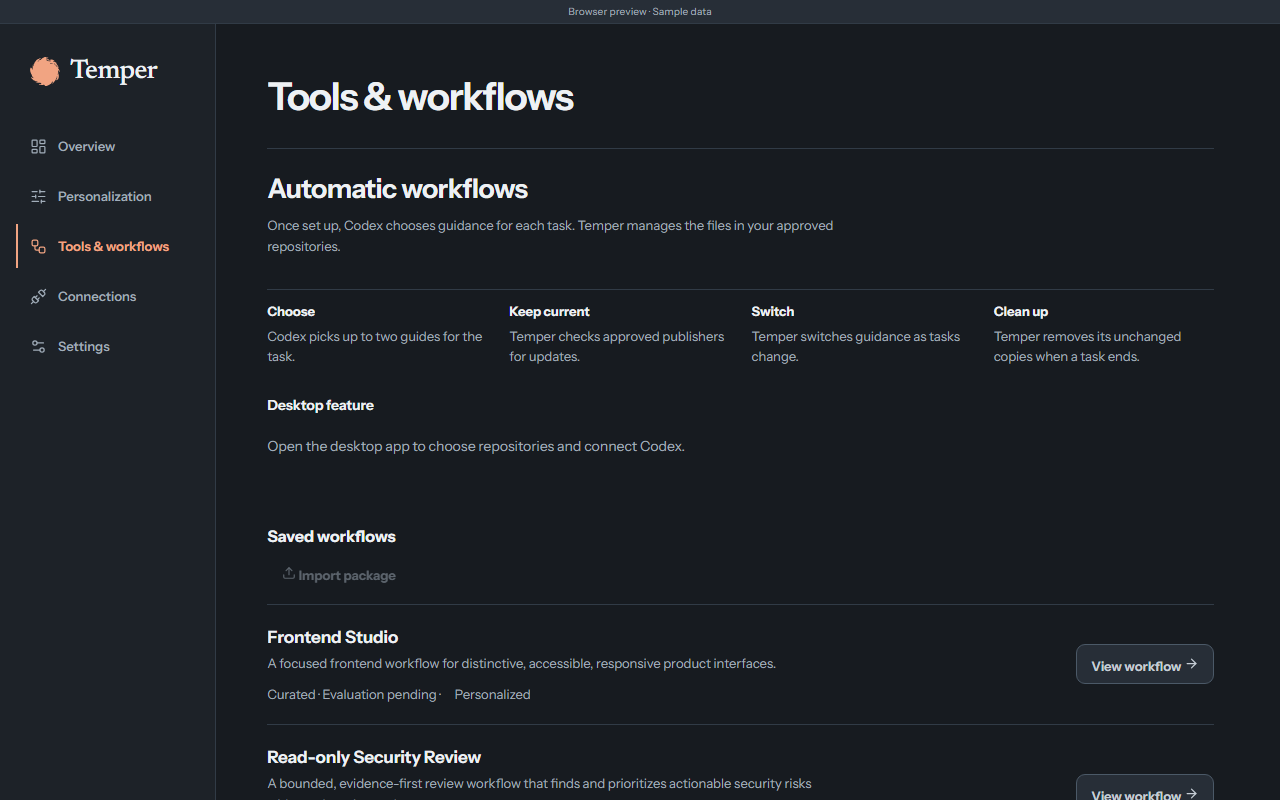 Browser preview · Sample data
Temper
Overview
Personalization
Tools & workflows
Connections
Settings
Tools & workflows
Automatic workflows
Once set up, Codex chooses guidance for each task. Temper manages the files in your approved
repositories.
Choose
Codex picks up to two guides for the
task.
Keep current
Temper checks approved publishers
for updates.
Switch
Temper switches guidance as tasks
change.
Clean up
Temper removes its unchanged
copies when a task ends.
Desktop feature
Open the desktop app to choose repositories and connect Codex.
Saved workflows
Import package
Frontend Studio
A focused frontend workflow for distinctive, accessible, responsive product interfaces.
Curated · Evaluation pending · Personalized
View workflow →
Read-only Security Review
A bounded, evidence-first review workflow that finds and prioritizes actionable security risks
View workflow →